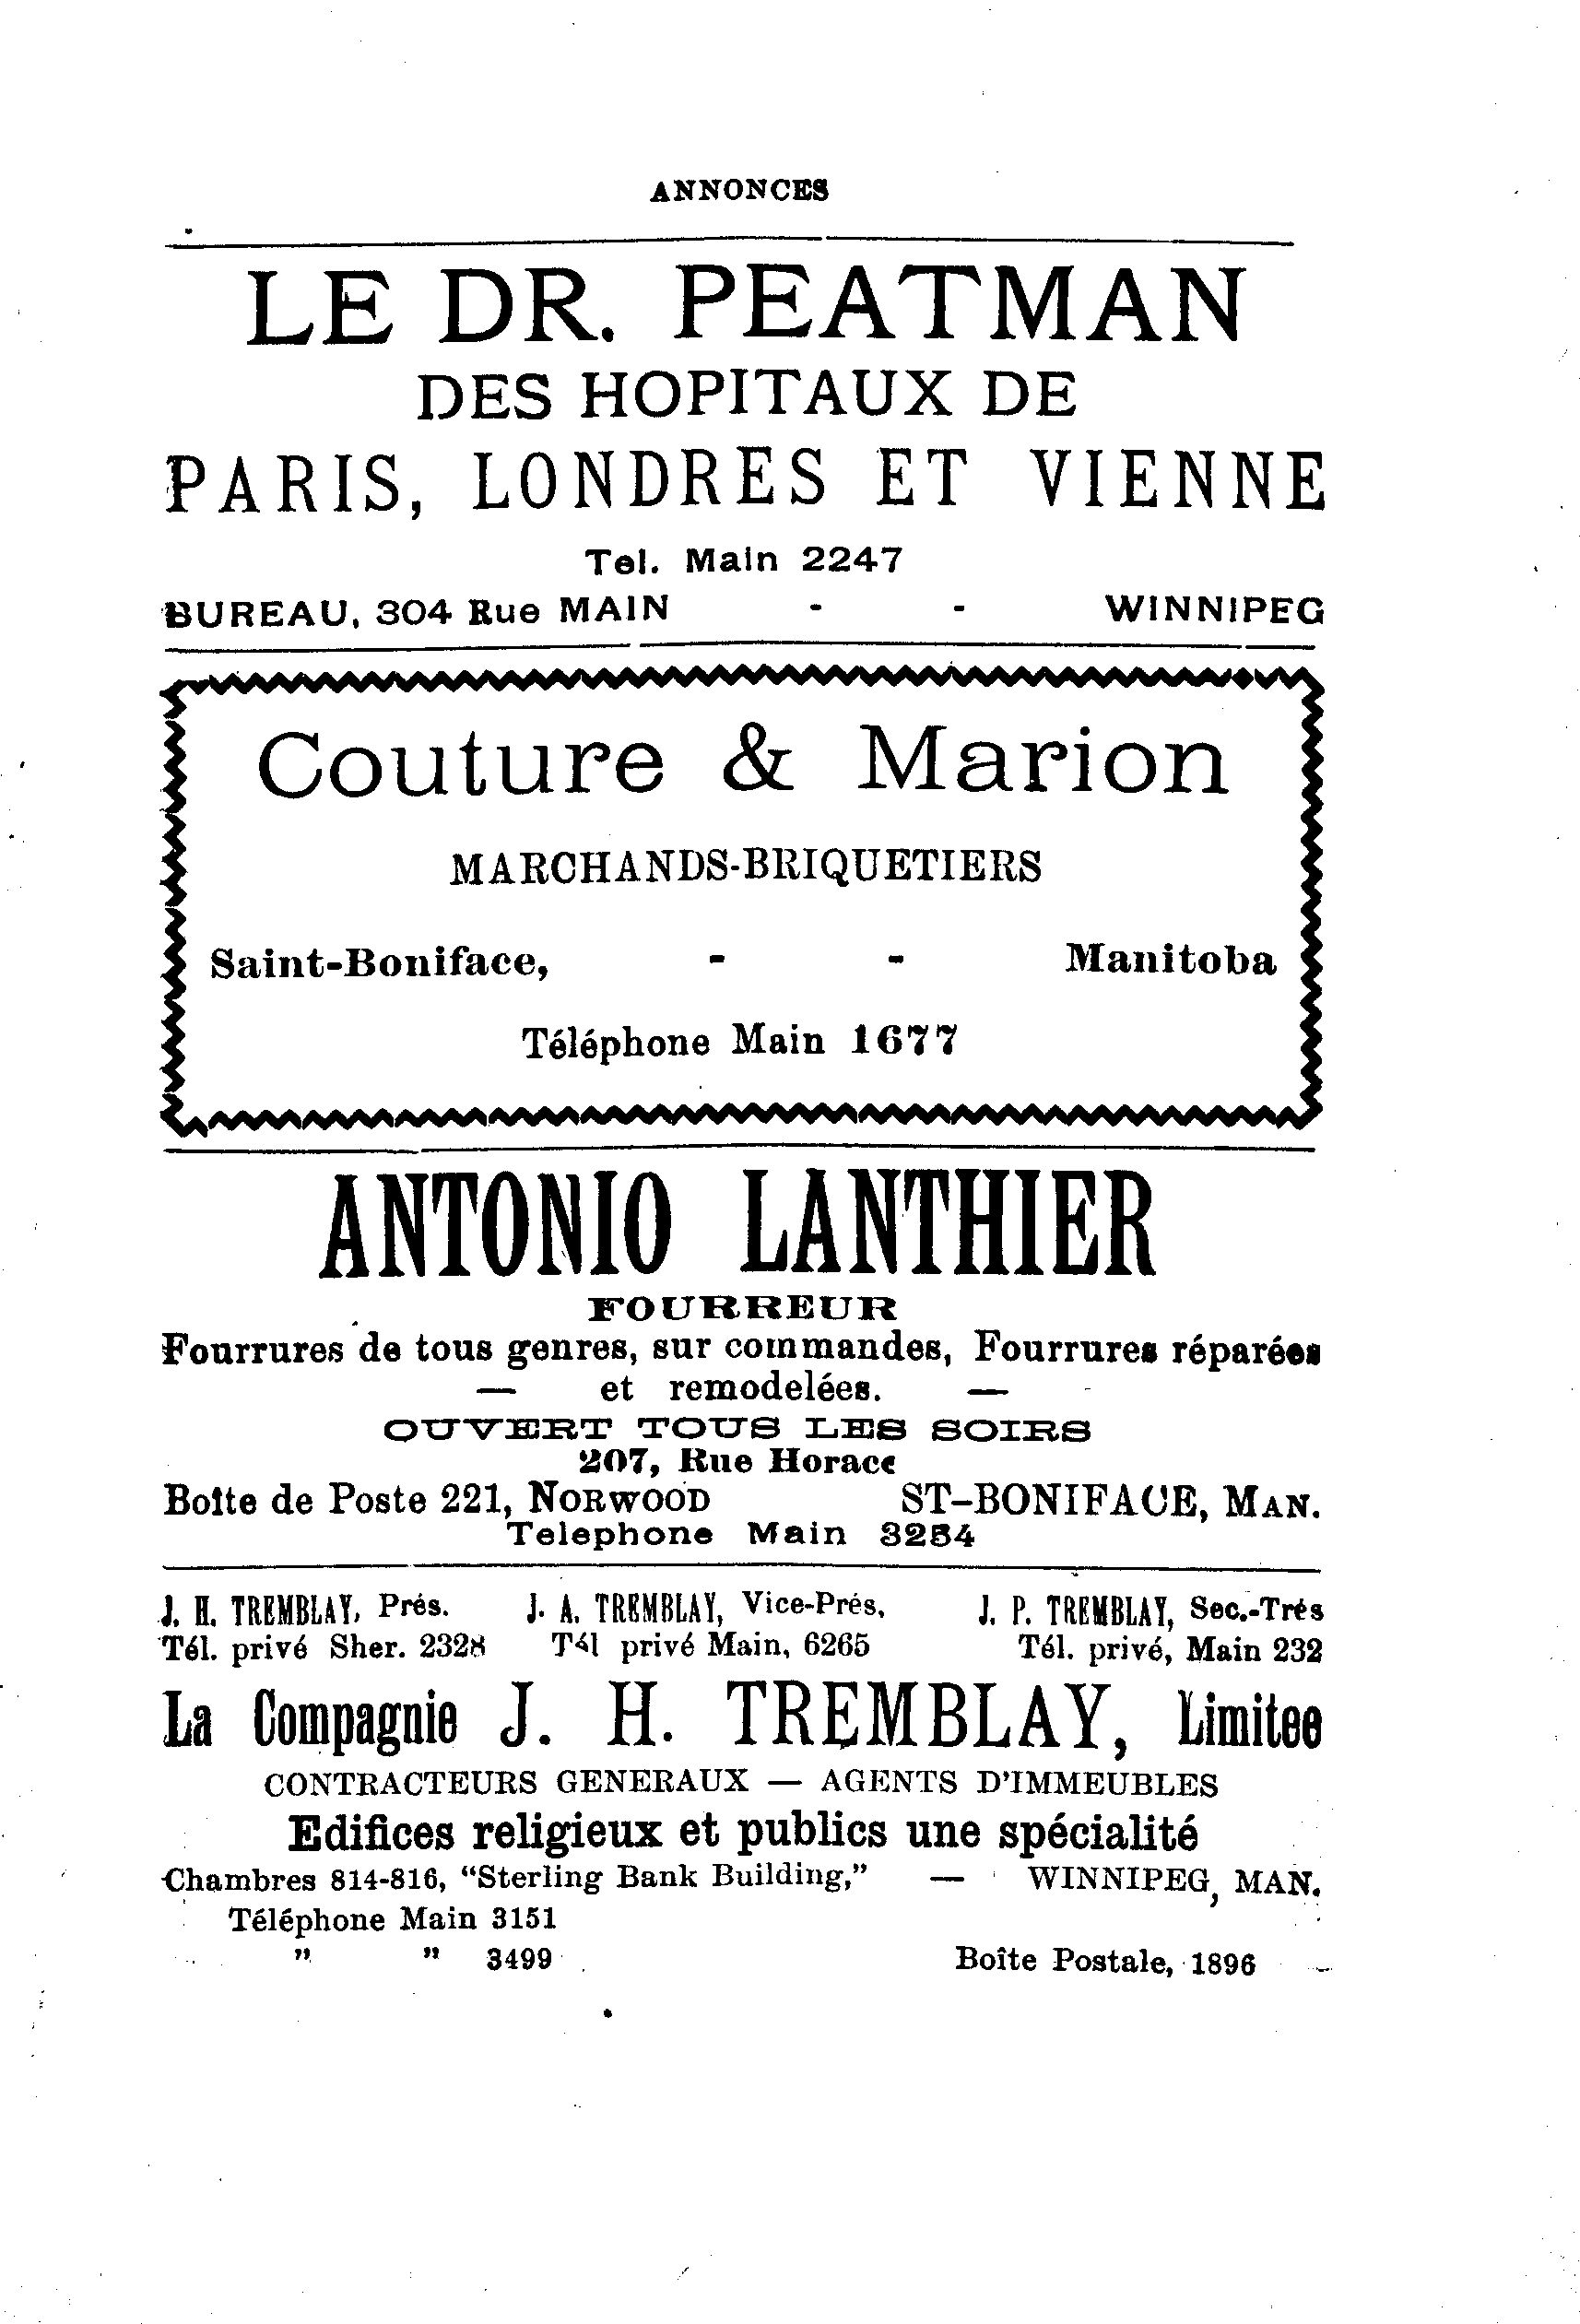 ANNONCES
LE DR. PEATMAN
DES HOPITAUX DE
PARIS, LONDRES ET VIENNE
Tel. Main 2247
BUREAU, 304 Rue MAIN - - WINNIPEG
Couture & Marion
MARCHANDS-BRIQUETIERS
Saint-Boniface, - - Manitoba
Téléphone Main 1677
ANTONIO LANTHIER
FOURREUR
Fourrures de tous genres, sur commandes, Fourrures réparées
— et remodelées. —
OUVERT TOUS LES SOIRS
207, Rue Horace
Boite de Poste 221, NORWOOD ST-BONIFACE, MAN.
Telephone Main 3254
J. H. TREMBLAY, Prés. J. A. TREMBLAY, Vice-Prés, J. P. TREMBLAY, Sec.-Trés
Tél. privé Sher. 2328 Tél privé Main, 6265 Tél. privé, Main 232
La Compagnie J. H. TREMBLAY, Limitee
CONTRACTEURS GENERAUX — AGENTS D'IMMEUBLES
Edifices religieux et publics une spécialité
Chambres 814-816, “Sterling Bank Building,” — WINNIPEG, MAN.
Téléphone Main 3151
” ” 3499 Boîte Postale, 1896